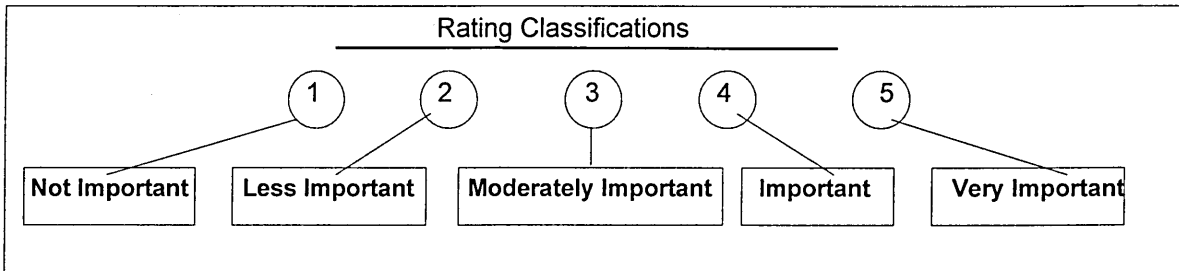 Rating Classifications
1 2 3 4 5
Not Important Less Important Moderately Important Important Very Important